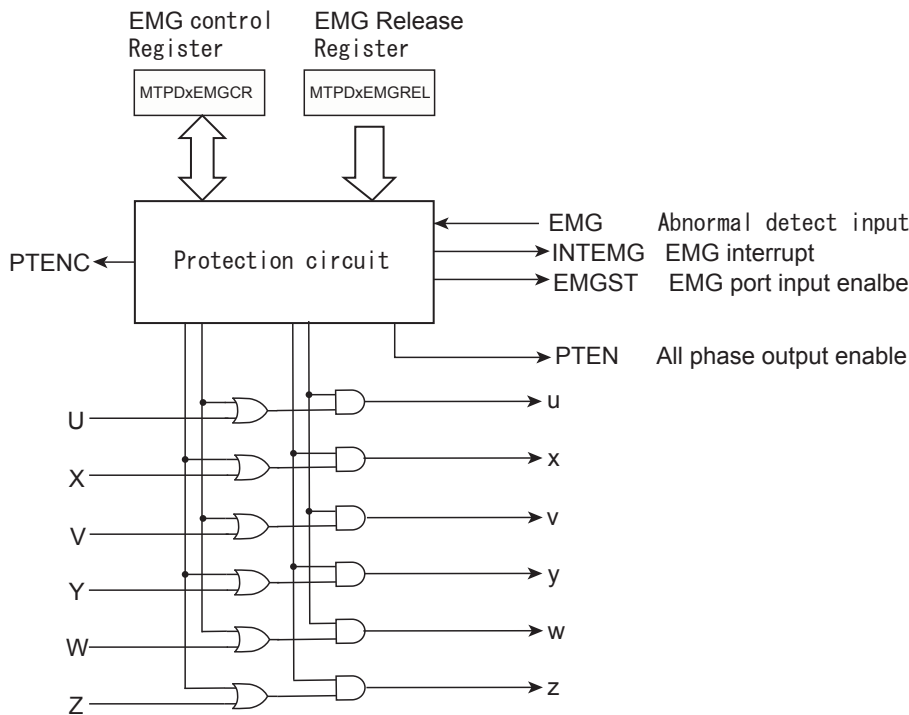 EMG control
Register
EMG Release
Register
MTPDxEMGCR
MTPDxEMGREL
Protection circuit
PTENC
EMG Abnormal detect input
INTEMG EMG interrupt
EMGST EMG port input enalbe
PTEN All phase output enable
U u
X x
V v
Y y
W w
Z z